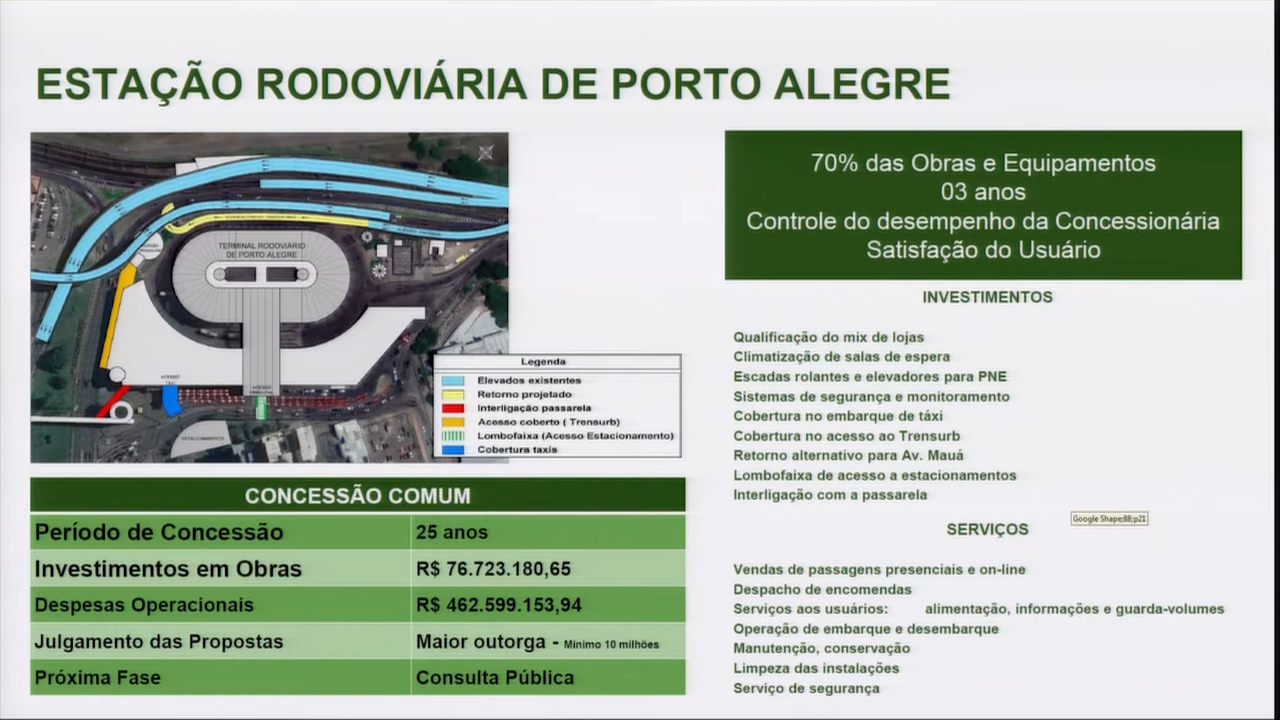 ESTAÇÃO RODOVIÁRIA DE PORTO ALEGRE
TERMINAL RODOVIÁRIO
DE PORTO ALEGRE
ACESSO
TAXI
ESTACIONAMENTO
Legenda
Elevados existentes
Retorno projetado
Interligação passarela
Acesso coberto ( Trensurb)
Lombofaixa (Acesso Estacionamento)
Cobertura taxis
CONCESSÃO COMUM
Período de Concessão 25 anos
Investimentos em Obras R$ 76.723.180,65
Despesas Operacionais R$ 462.599.153,94
Julgamento das Propostas Maior outorga - Mínimo 10 milhões
Próxima Fase Consulta Pública
70% das Obras e Equipamentos
03 anos
Controle do desempenho da Concessionária
Satisfação do Usuário
INVESTIMENTOS
Qualificação do mix de lojas
Climatização de salas de espera
Escadas rolantes e elevadores para PNE
Sistemas de segurança e monitoramento
Cobertura no embarque de táxi
Cobertura no acesso ao Trensurb
Retorno alternativo para Av. Mauá
Lombofaixa de acesso a estacionamentos
Interligação com a passarela
Google Shape;88;p21
SERVIÇOS
Vendas de passagens presenciais e on-line
Despacho de encomendas
Serviços aos usuários: alimentação, informações e guarda-volumes
Operação de embarque e desembarque
Manutenção, conservação
Limpeza das instalações
Serviço de segurança